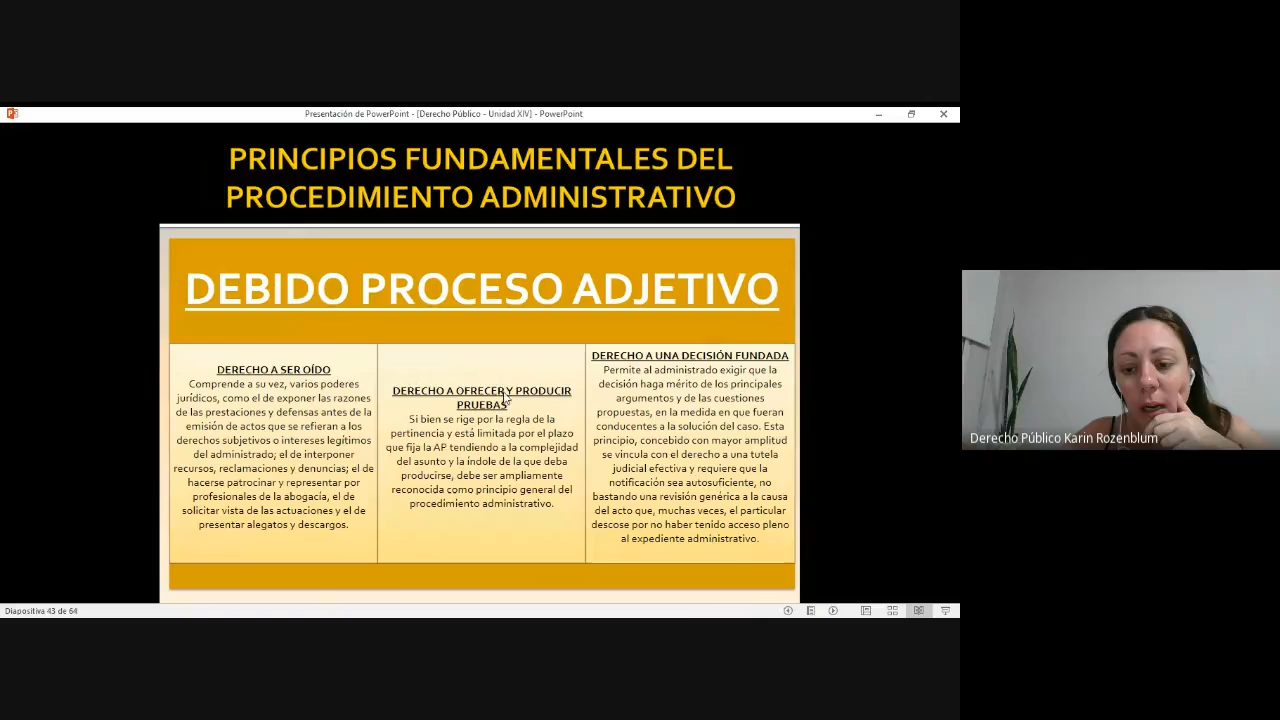 Presentación de PowerPoint - [Derecho Público - Unidad XIV] - PowerPoint
PRINCIPIOS FUNDAMENTALES DEL
PROCEDIMIENTO ADMINISTRATIVO
DEBIDO PROCESO ADJETIVO
DERECHO A SER OÍDO
Comprende a su vez, varios poderes
jurídicos, como el de exponer las razones
de las prestaciones y defensas antes de la
emisión de actos que se refieran a los
derechos subjetivos o intereses legítimos
del administrado; el de interponer
recursos, reclamaciones y denuncias; el de
hacerse patrocinar y representar por
profesionales de la abogacía, el de
solicitar vista de las actuaciones y el de
presentar alegatos y descargos.
DERECHO A OFRECER Y PRODUCIR
PRUEBAS
Si bien se rige por la regla de la
pertinencia y está limitada por el plazo
que fija la AP tendiendo a la complejidad
del asunto y la índole de la que deba
producirse, debe ser ampliamente
reconocida como principio general del
procedimiento administrativo.
DERECHO A UNA DECISIÓN FUNDADA
Permite al administrado exigir que la
decisión haga mérito de los principales
argumentos y de las cuestiones
propuestas, en la medida en que fueran
conducentes a la solución del caso. Esta
principio, concebido con mayor amplitud
se vincula con el derecho a una tutela
judicial efectiva y requiere que la
notificación sea autosuficiente, no
bastando una revisión genérica a la causa
del acto que, muchas veces, el particular
descose por no haber tenido acceso pleno
al expediente administrativo.
Derecho Público Karin Rozenblum
Diapositiva 43 de 64